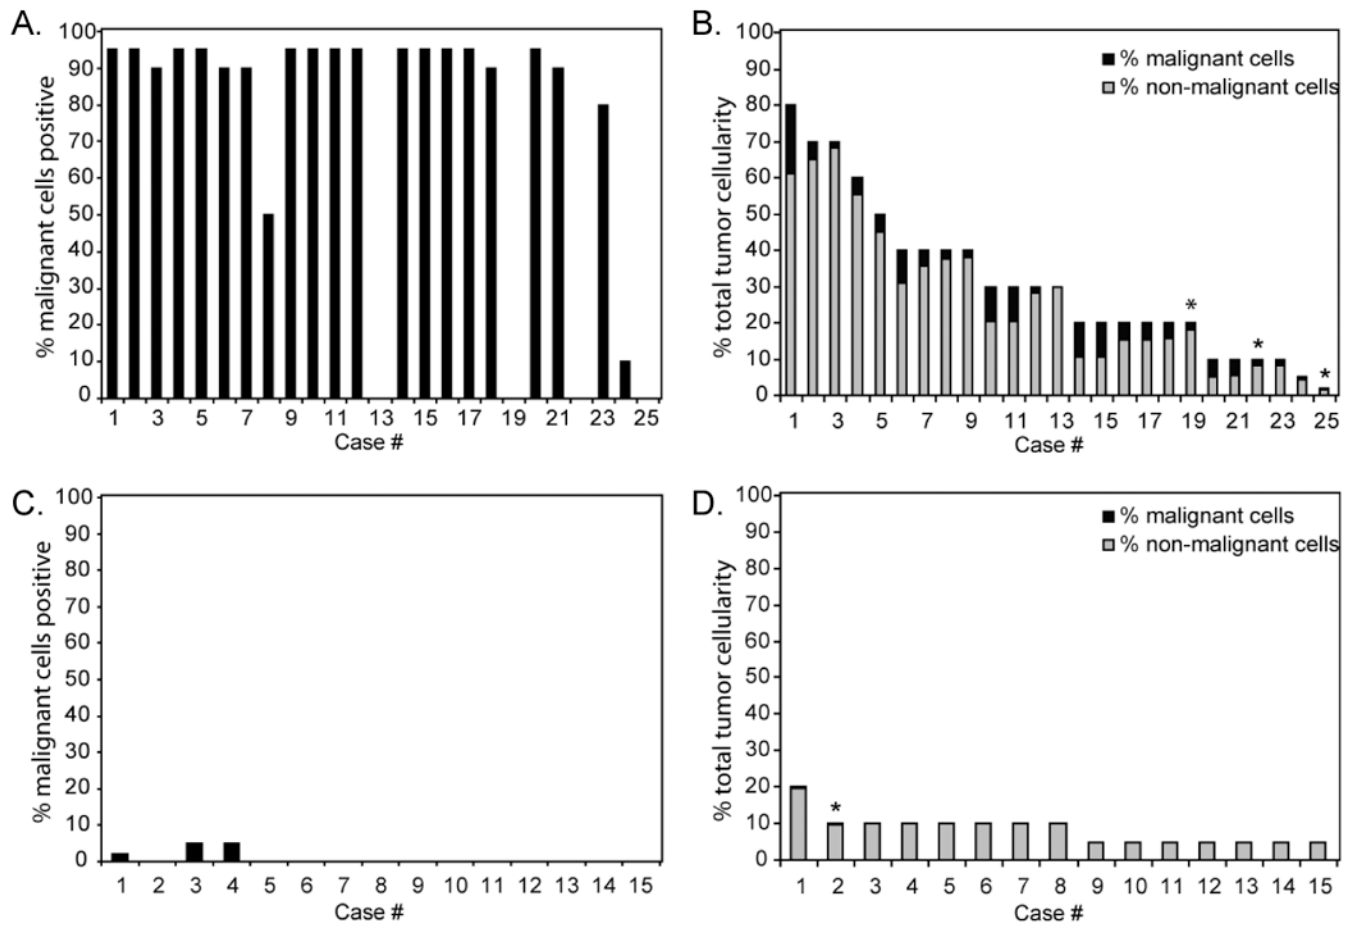 A.
% malignant cells positive
100
90
80
70
60
50
40
30
20
10
0
1 3 5 7 9 11 13 15 17 19 21 23 25
Case #
B.
% total tumor cellularity
100
90
80
70
60
50
40
30
20
10
0
% malignant cells
% non-malignant cells
*
*
*
1 3 5 7 9 11 13 15 17 19 21 23 25
Case #
C.
% malignant cells positive
100
90
80
70
60
50
40
30
20
10
0
1 2 3 4 5 6 7 8 9 10 11 12 13 14 15
Case #
D.
% total tumor cellularity
100
90
80
70
60
50
40
30
20
10
0
% malignant cells
% non-malignant cells
*
1 2 3 4 5 6 7 8 9 10 11 12 13 14 15
Case #